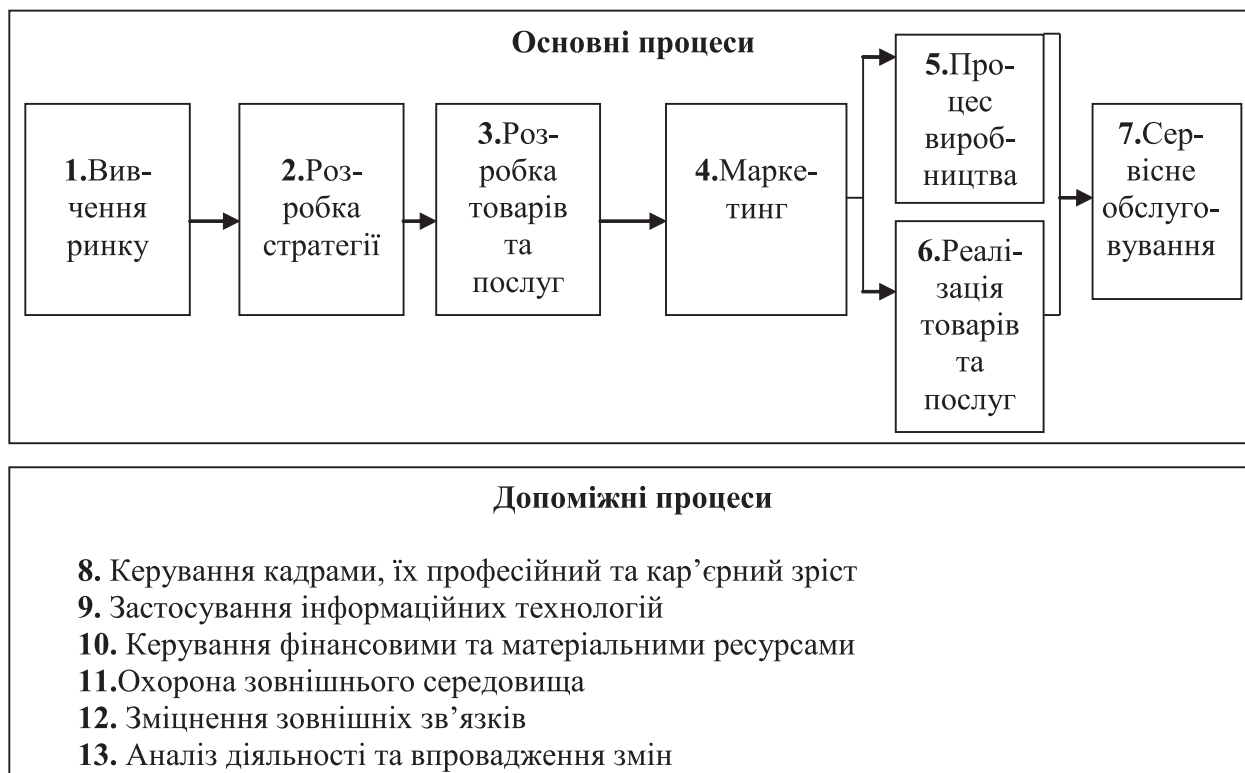 Основні процеси
1.Вив-
чення
ринку
2.Роз-
робка
стратегії
3.Роз-
робка
товарів
та
послуг
4.Марке-
тинг
5.Про-
цес
вироб-
ництва
6.Реалі-
зація
товарів
та
послуг
7.Сер-
вісне
обслуго-
вування
Допоміжні процеси
8. Керування кадрами, їх професійний та кар’єрний зріст
9. Застосування інформаційних технологій
10. Керування фінансовими та матеріальними ресурсами
11.Охорона зовнішнього середовища
12. Зміцнення зовнішніх зв’язків
13. Аналіз діяльності та впровадження змін